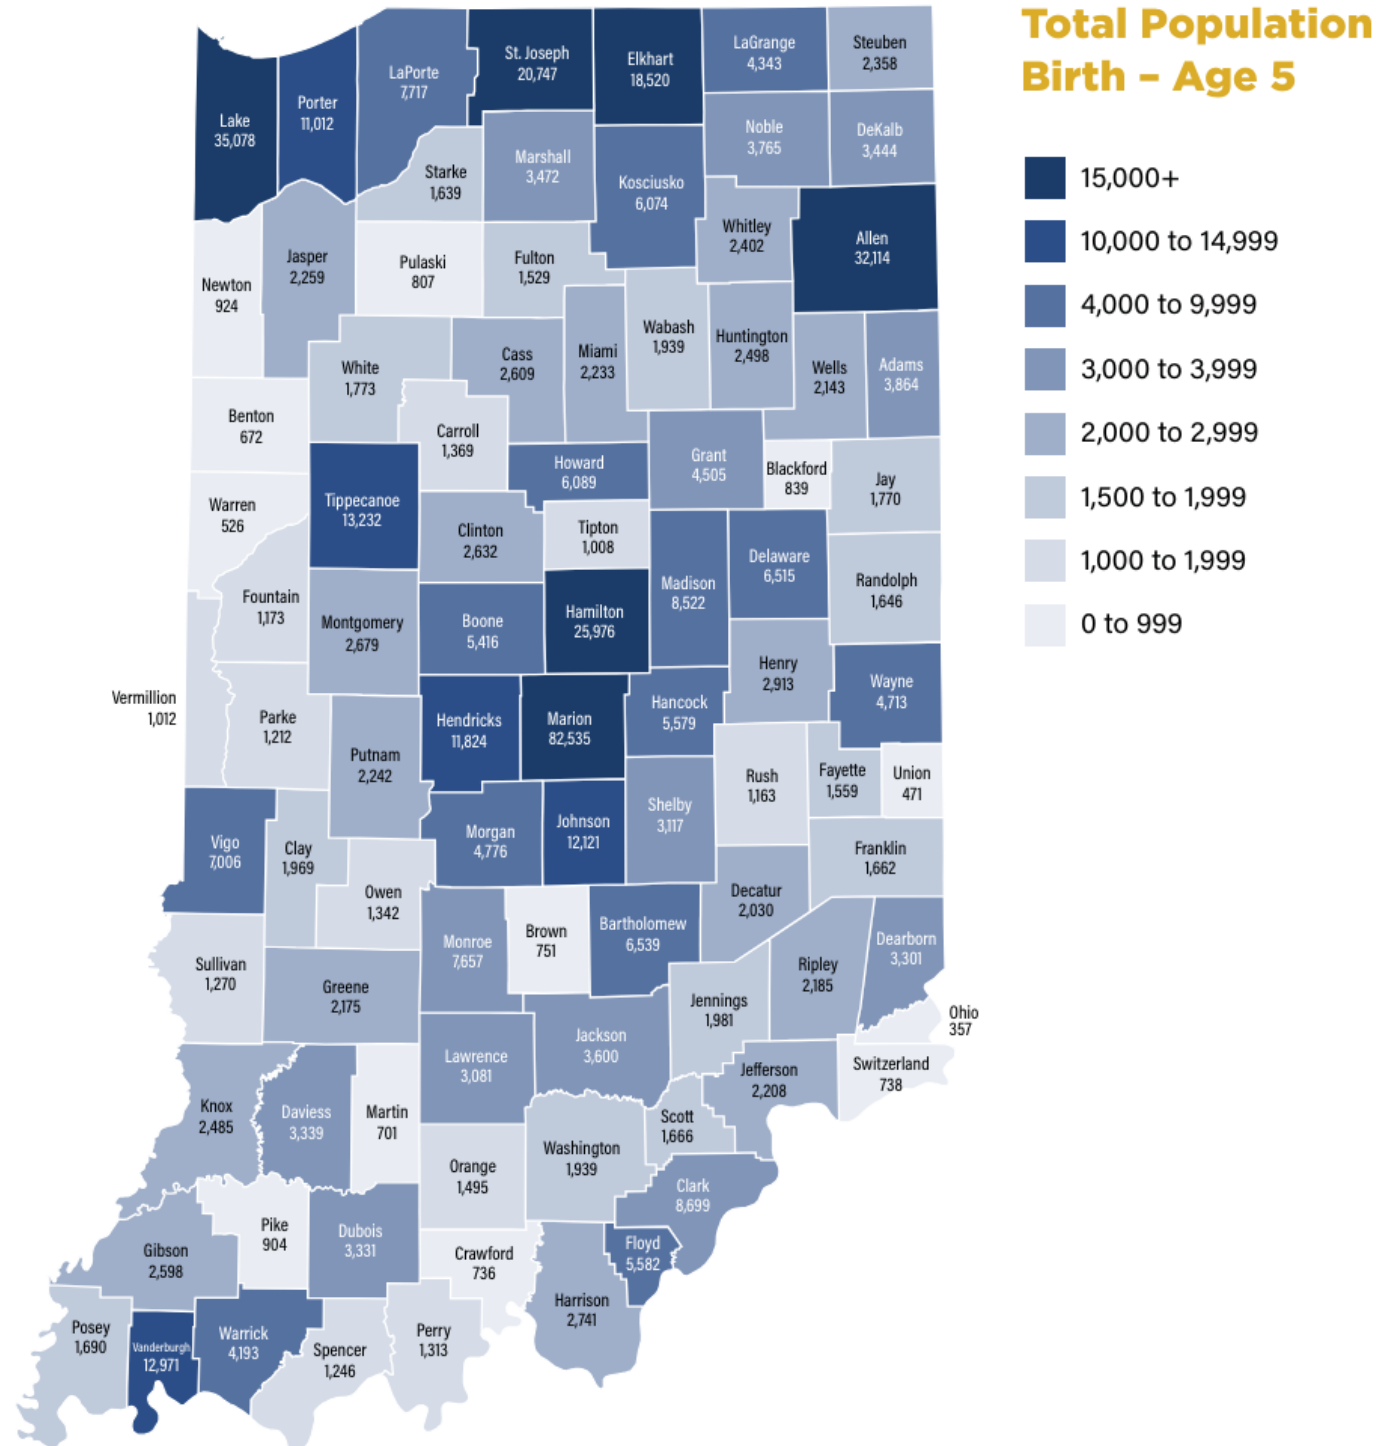 Total Population
Birth – Age 5
15,000+
10,000 to 14,999
4,000 to 9,999
3,000 to 3,999
2,000 to 2,999
1,500 to 1,999
1,000 to 1,999
0 to 999
Lake
35,078
Porter
11,012
LaPorte
7,717
St. Joseph
20,747
Elkhart
18,520
LaGrange
4,343
Steuben
2,358
Noble
3,765
DeKalb
3,444
Starke
1,639
Marshall
3,472
Kosciusko
6,074
Whitley
2,402
Allen
32,114
Newton
924
Jasper
2,259
Pulaski
807
Fulton
1,529
Wabash
1,939
Huntington
2,498
Wells
2,143
Adams
3,864
White
1,773
Cass
2,609
Miami
2,233
Benton
672
Carroll
1,369
Howard
6,089
Grant
4,505
Blackford
839
Jay
1,770
Warren
526
Tippecanoe
13,232
Clinton
2,632
Tipton
1,008
Madison
8,522
Delaware
6,515
Randolph
1,646
Fountain
1,173
Montgomery
2,679
Boone
5,416
Hamilton
25,976
Henry
2,913
Wayne
4,713
Vermillion
1,012
Parke
1,212
Putnam
2,242
Hendricks
11,824
Marion
82,535
Hancock
5,579
Rush
1,163
Fayette
1,559
Union
471
Vigo
7,006
Clay
1,969
Morgan
4,776
Johnson
12,121
Shelby
3,117
Franklin
1,662
Owen
1,342
Decatur
2,030
Sullivan
1,270
Greene
2,175
Monroe
7,657
Brown
751
Bartholomew
6,539
Jennings
1,981
Ripley
2,185
Dearborn
3,301
Ohio
357
Lawrence
3,081
Jackson
3,600
Jefferson
2,208
Switzerland
738
Knox
2,485
Daviess
3,339
Martin
701
Orange
1,495
Washington
1,939
Scott
1,666
Clark
8,699
Pike
904
Dubois
3,331
Crawford
736
Floyd
5,582
Gibson
2,598
Harrison
2,741
Posey
1,690
Vanderburgh
12,971
Warrick
4,193
Spencer
1,246
Perry
1,313